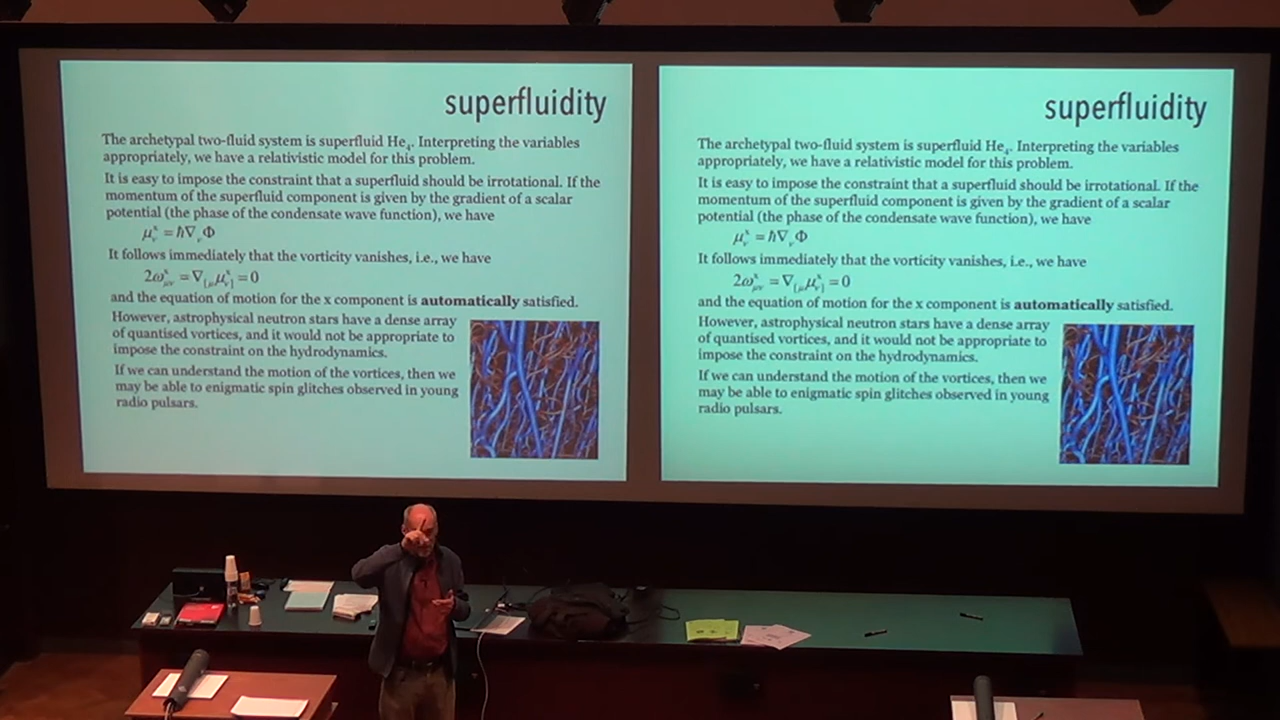 superfluidity
The archetypal two-fluid system is superfluid He₄. Interpreting the variables
appropriately, we have a relativistic model for this problem.
It is easy to impose the constraint that a superfluid should be irrotational. If the
momentum of the superfluid component is given by the gradient of a scalar
potential (the phase of the condensate wave function), we have
μᵥˣ = ħ∇ᵥΦ
It follows immediately that the vorticity vanishes, i.e., we have
2ωˣ_μν = ∇_[μ μˣ_ν] = 0
and the equation of motion for the x component is automatically satisfied.
However, astrophysical neutron stars have a dense array
of quantised vortices, and it would not be appropriate to
impose the constraint on the hydrodynamics.
If we can understand the motion of the vortices, then we
may be able to enigmatic spin glitches observed in young
radio pulsars.
superfluidity
The archetypal two-fluid system is superfluid He₄. Interpreting the variables
appropriately, we have a relativistic model for this problem.
It is easy to impose the constraint that a superfluid should be irrotational. If the
momentum of the superfluid component is given by the gradient of a scalar
potential (the phase of the condensate wave function), we have
μᵥˣ = ħ∇ᵥΦ
It follows immediately that the vorticity vanishes, i.e., we have
2ωˣ_μν = ∇_[μ μˣ_ν] = 0
and the equation of motion for the x component is automatically satisfied.
However, astrophysical neutron stars have a dense array
of quantised vortices, and it would not be appropriate to
impose the constraint on the hydrodynamics.
If we can understand the motion of the vortices, then we
may be able to enigmatic spin glitches observed in young
radio pulsars.